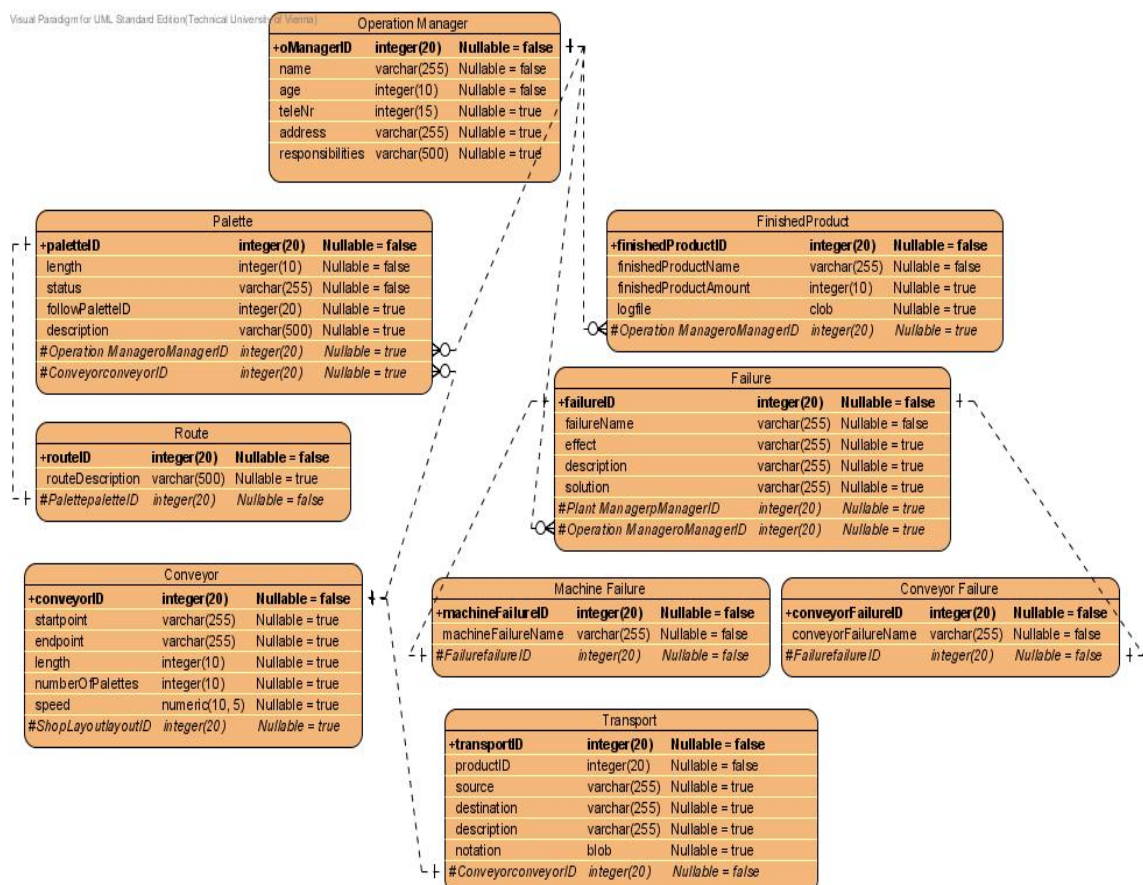 Visual Paradigm for UML Standard Edition(Technical University of Vienna)
Operation Manager
+oManagerID integer(20) Nullable = false
name varchar(255) Nullable = false
age integer(10) Nullable = false
teleNr integer(15) Nullable = true
address varchar(255) Nullable = true
responsibilities varchar(500) Nullable = true
Palette
+paletteID integer(20) Nullable = false
length integer(10) Nullable = false
status varchar(255) Nullable = false
followPaletteID integer(20) Nullable = true
description varchar(500) Nullable = true
#Operation ManageroManagerID integer(20) Nullable = true
#ConveyorconveyorID integer(20) Nullable = true
FinishedProduct
+finishedProductID integer(20) Nullable = false
finishedProductName varchar(255) Nullable = false
finishedProductAmount integer(10) Nullable = true
logfile clob Nullable = true
#Operation ManageroManagerID integer(20) Nullable = true
Failure
+failureID integer(20) Nullable = false
failureName varchar(255) Nullable = false
effect varchar(255) Nullable = true
description varchar(255) Nullable = true
solution varchar(255) Nullable = true
#Plant ManagerpManagerID integer(20) Nullable = true
#Operation ManageroManagerID integer(20) Nullable = true
Route
+routeID integer(20) Nullable = false
routeDescription varchar(500) Nullable = true
#PalettepaletteID integer(20) Nullable = false
Conveyor
+conveyorID integer(20) Nullable = false
startpoint varchar(255) Nullable = true
endpoint varchar(255) Nullable = true
length integer(10) Nullable = true
numberOfPalettes integer(10) Nullable = true
speed numeric(10, 5) Nullable = true
#ShopLayoutlayoutID integer(20) Nullable = true
Machine Failure
+machineFailureID integer(20) Nullable = false
machineFailureName varchar(255) Nullable = false
#FailurefailureID integer(20) Nullable = false
Conveyor Failure
+conveyorFailureID integer(20) Nullable = false
conveyorFailureName varchar(255) Nullable = false
#FailurefailureID integer(20) Nullable = false
Transport
+transportID integer(20) Nullable = false
productID integer(20) Nullable = false
source varchar(255) Nullable = true
destination varchar(255) Nullable = true
description varchar(255) Nullable = true
notation blob Nullable = true
#ConveyorconveyorID integer(20) Nullable = false